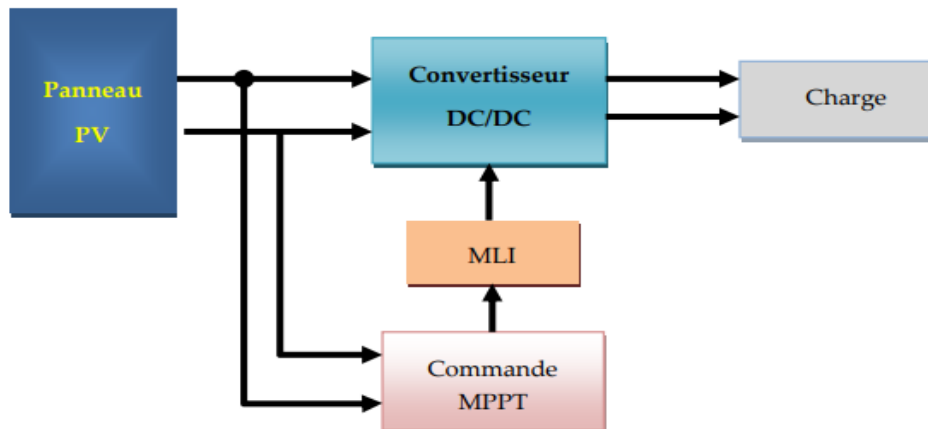 Panneau
PV
Convertisseur
DC/DC
Charge
MLI
Commande
MPPT